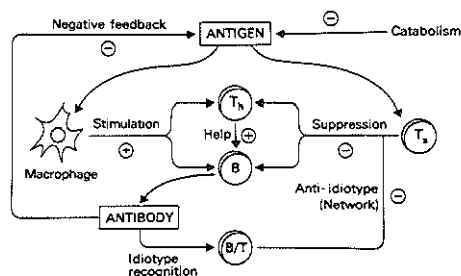 Negative feedback
⊖
ANTIGEN
⊖
Catabolism
Stimulation
⊕
Macrophage
Th
Help ⊕
B
Suppression
⊖
Ts
Anti-idiotype
(Network)
⊖
ANTIBODY
Idiotype
recognition
B/T